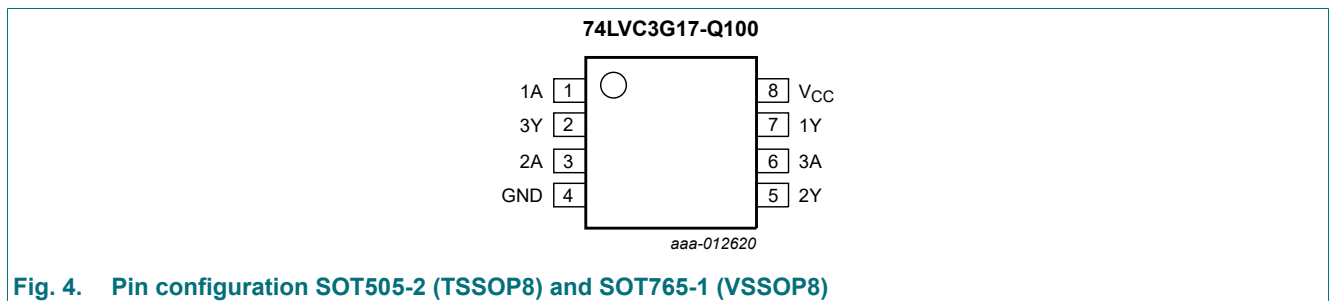 74LVC3G17-Q100
1A 1 8 VCC
3Y 2 7 1Y
2A 3 6 3A
GND 4 5 2Y
aaa-012620
Fig. 4. Pin configuration SOT505-2 (TSSOP8) and SOT765-1 (VSSOP8)